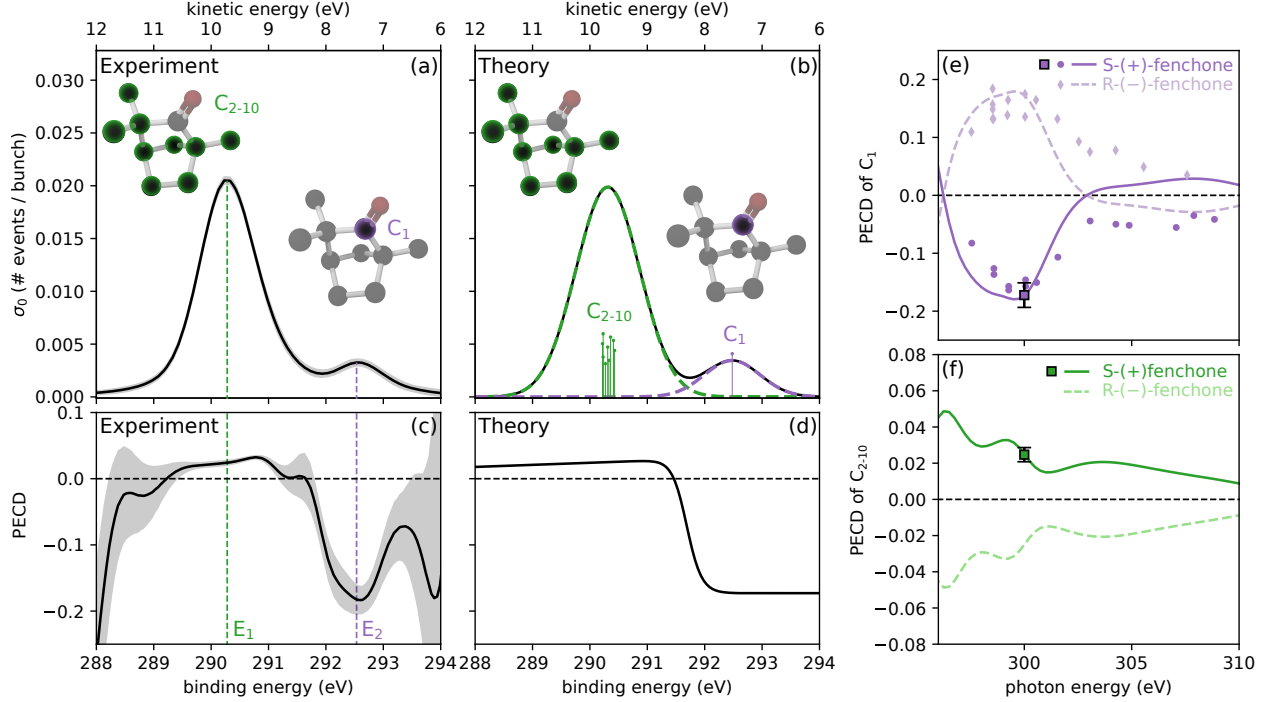 kinetic energy (eV)
12 11 10 9 8 7 6
Experiment (a)
C2-10
C1
σ0 (# events / bunch)
0.030
0.025
0.020
0.015
0.010
0.005
0.000
kinetic energy (eV)
12 11 10 9 8 7 6
Theory (b)
C2-10
C1
Experiment (c)
PECD
0.1
0.0
−0.1
−0.2
E1
E2
288 289 290 291 292 293 294
binding energy (eV)
Theory (d)
288 289 290 291 292 293 294
binding energy (eV)
(e)
S-(+)-fenchone
R-(−)-fenchone
PECD of C1
0.2
0.1
0.0
−0.1
−0.2
(f)
S-(+)fenchone
R-(−)-fenchone
PECD of C2-10
0.08
0.06
0.04
0.02
0.00
−0.02
−0.04
−0.06
−0.08
300 305 310
photon energy (eV)